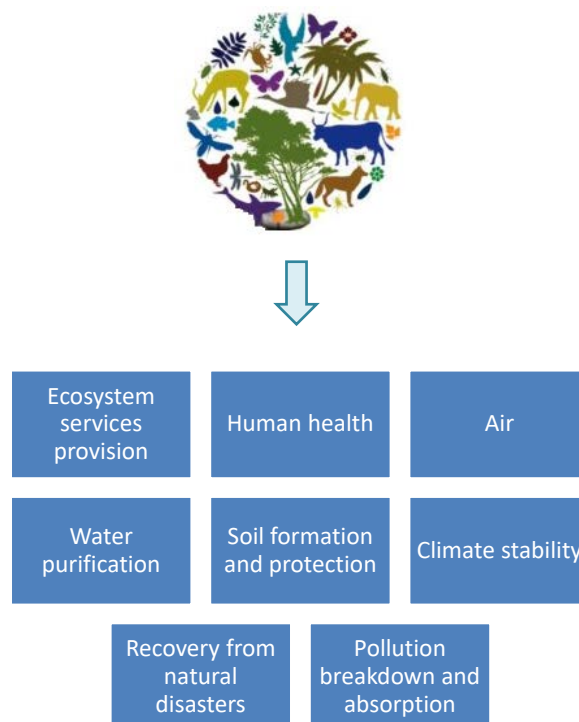 Ecosystem
services
provision
Human health
Air
Water
purification
Soil formation
and protection
Climate stability
Recovery from
natural
disasters
Pollution
breakdown and
absorption